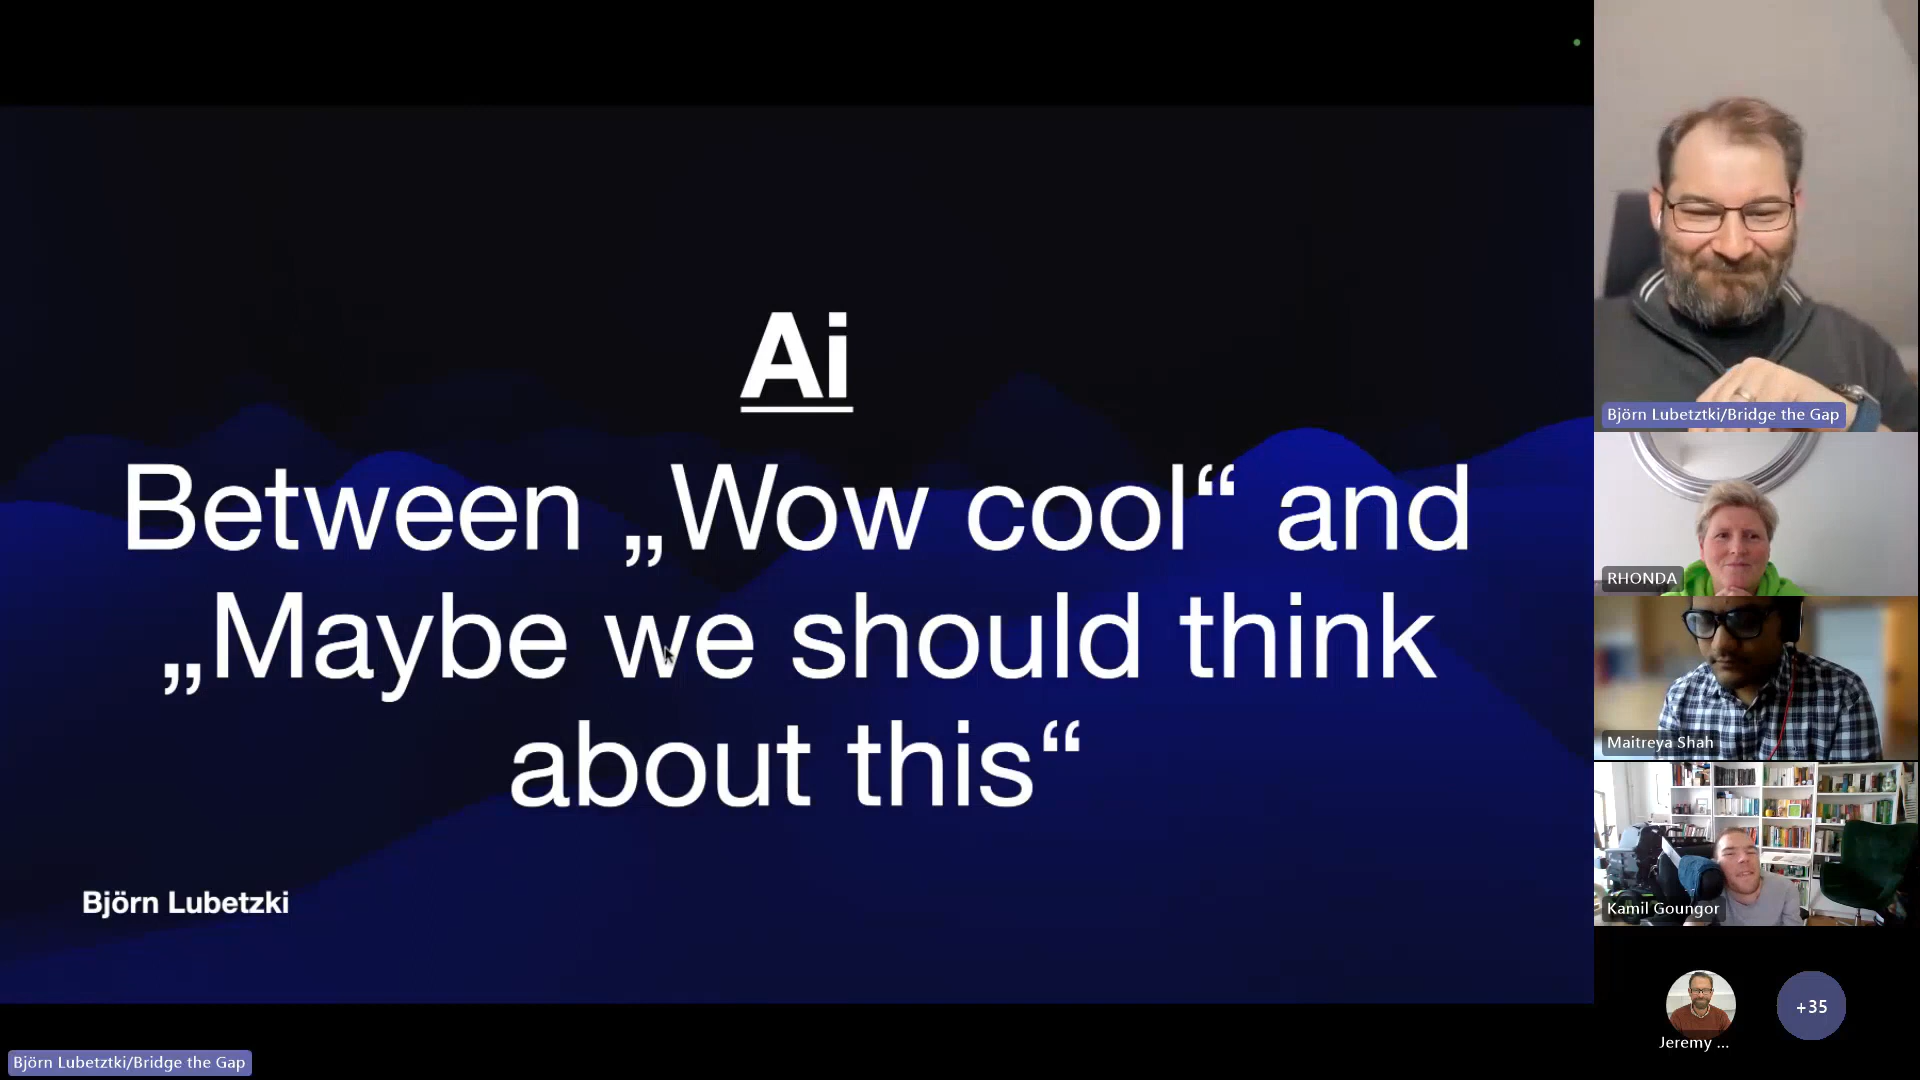 Ai
Between „Wow cool“ and
„Maybe we should think
about this“
Björn Lubetzki
Björn Lubetztki/Bridge the Gap
Björn Lubetztki/Bridge the Gap
RHONDA
Maitreya Shah
Kamil Goungor
Jeremy ...
+35